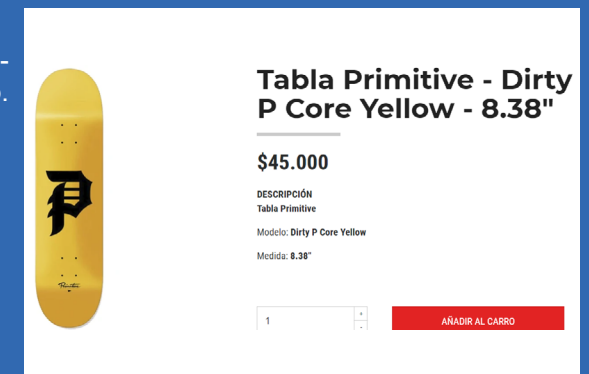 Tabla Primitive - Dirty
P Core Yellow - 8.38"
$45.000
DESCRIPCIÓN
Tabla Primitive
Modelo: Dirty P Core Yellow
Medida: 8.38"
1
+
-
AÑADIR AL CARRO
P
Primitive